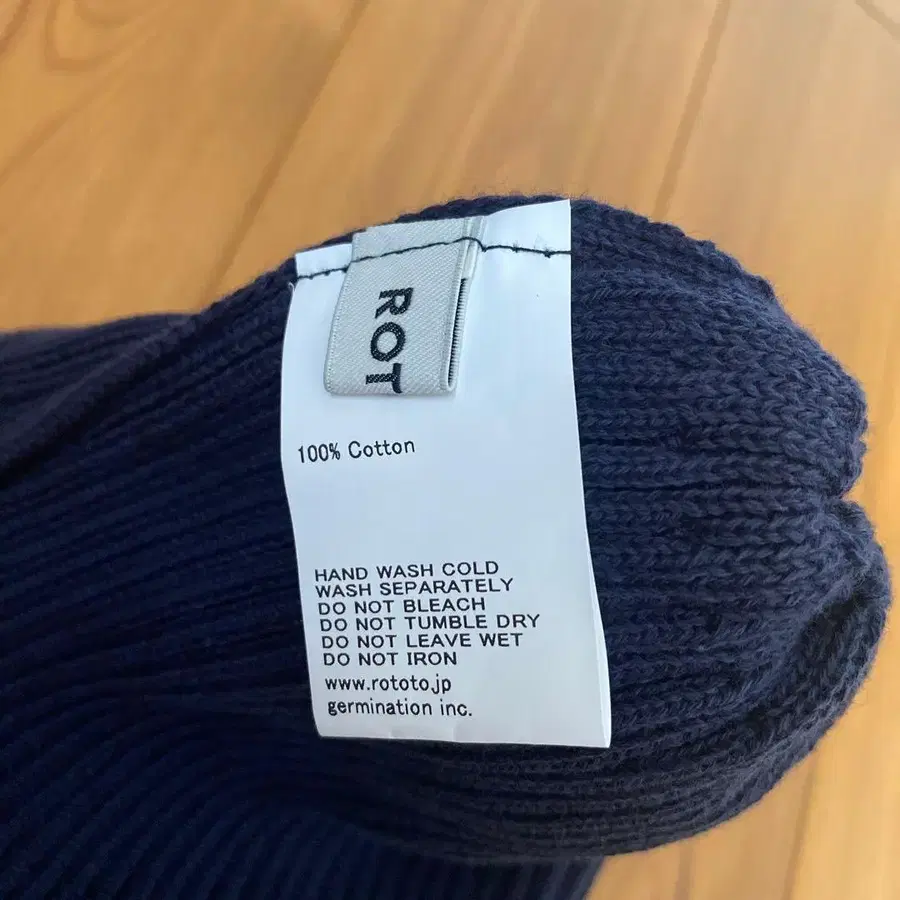 ROT
100% Cotton
HAND WASH COLD
WASH SEPARATELY
DO NOT BLEACH
DO NOT TUMBLE DRY
DO NOT LEAVE WET
DO NOT IRON
www.rototo.jp
germination inc.